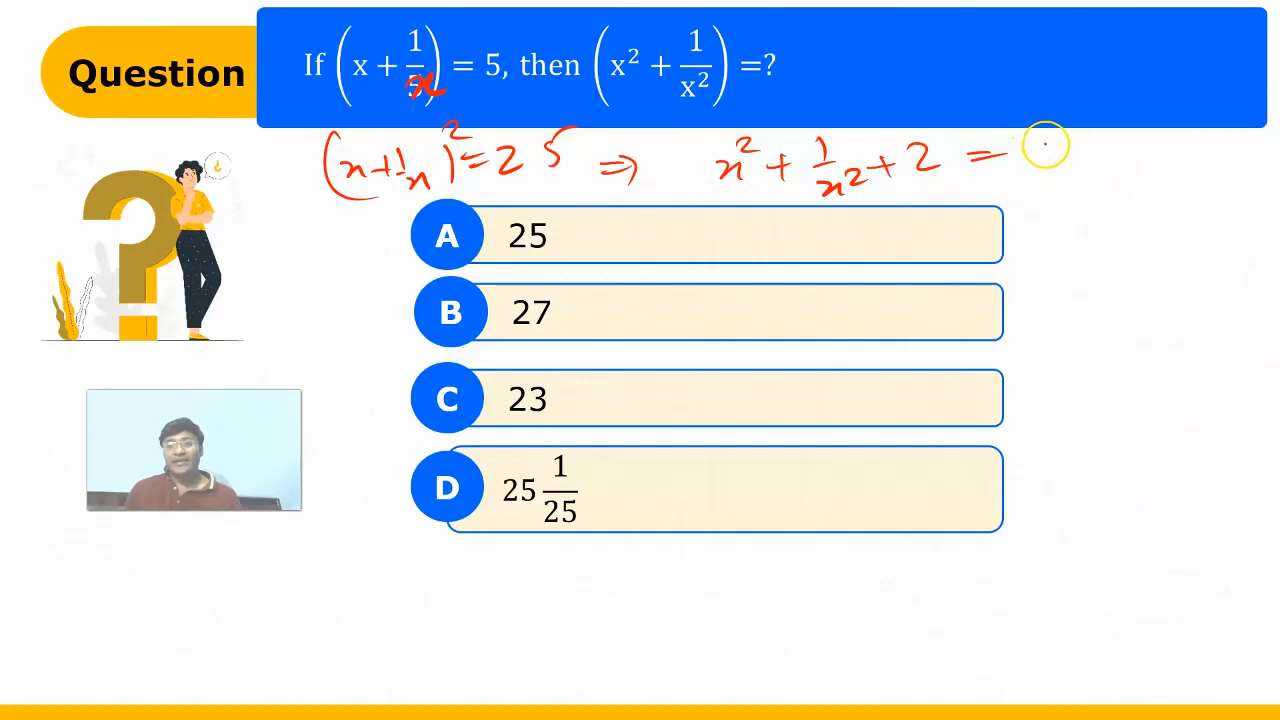 Question
If (x + 1/5) = 5, then (x² + 1/x²) =?
x
(x + 1/x)² = 25 ⇒ x² + 1/x² + 2 =
?
A 25
B 27
C 23
D 25 1/25